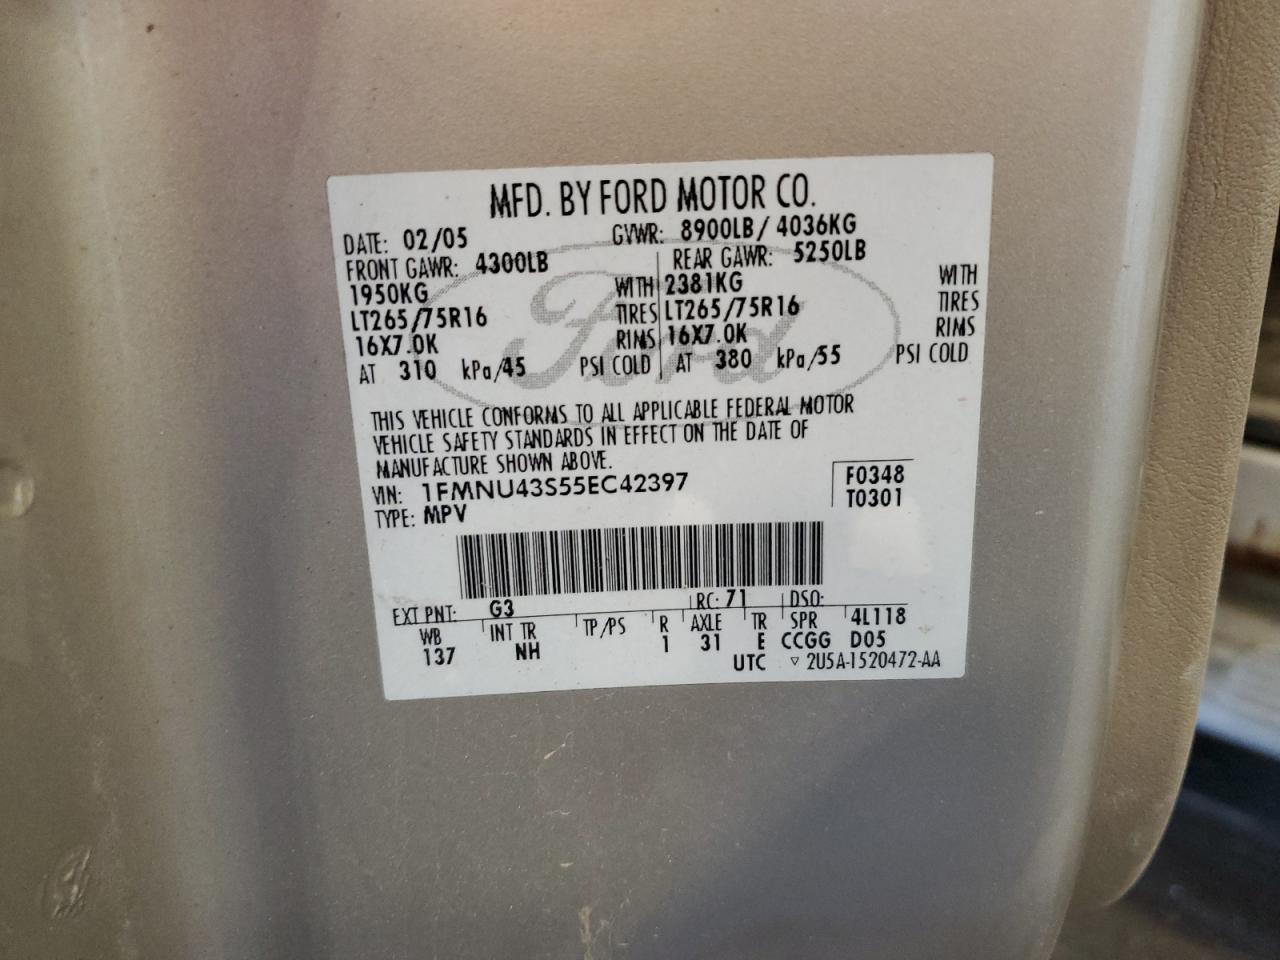 MFD. BY FORD MOTOR CO.
DATE: 02/05 GVWR: 8900LB / 4036KG
FRONT GAWR: 4300LB REAR GAWR: 5250LB
1950KG WITH 2381KG WITH
LT265/75R16 TIRES LT265/75R16 TIRES
16X7.0K RIMS 16X7.0K RIMS
AT 310 kPa/45 PSI COLD AT 380 kPa/55 PSI COLD
Ford
THIS VEHICLE CONFORMS TO ALL APPLICABLE FEDERAL MOTOR
VEHICLE SAFETY STANDARDS IN EFFECT ON THE DATE OF
MANUFACTURE SHOWN ABOVE.
VIN: 1FMNU43S55EC42397 F0348
TYPE: MPV T0301
EXT PNT: G3 RC: 71 DSO:
WB INT TR TP/PS R AXLE TR SPR 4L118
137 NH 1 31 E CCGG D05
UTC ▽ 2U5A-1520472-AA